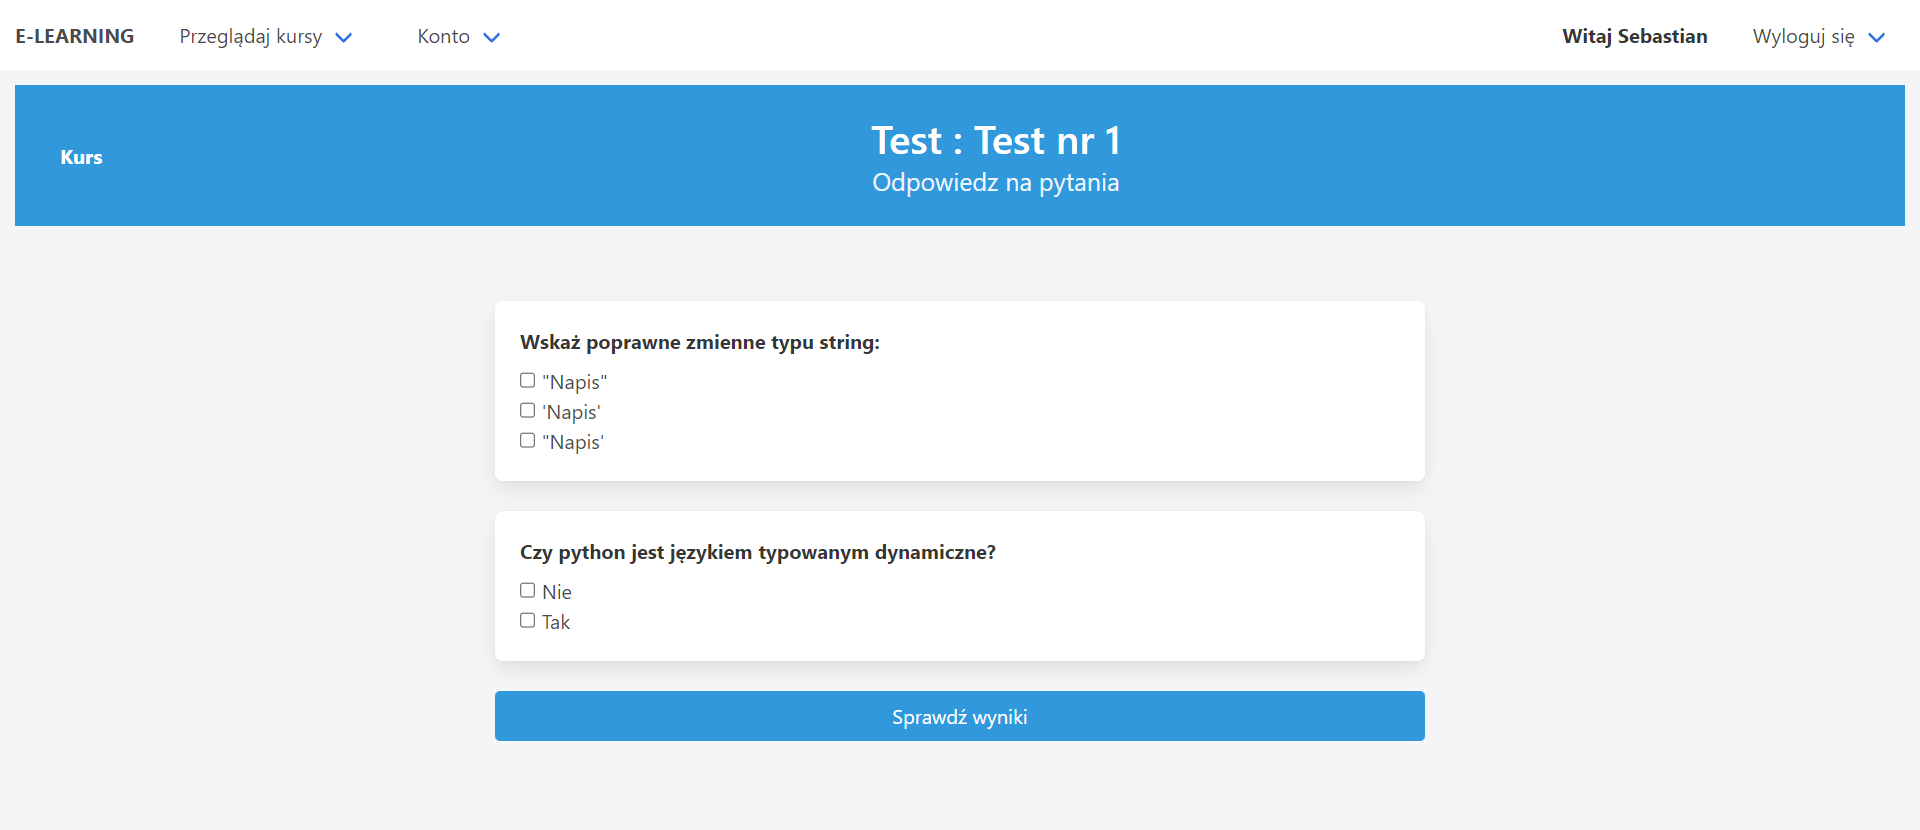 E-LEARNING Przeglądaj kursy Konto Witaj Sebastian Wyloguj się
Kurs
Test : Test nr 1
Odpowiedz na pytania
Wskaż poprawne zmienne typu string:
"Napis"
'Napis'
"Napis'
Czy python jest językiem typowanym dynamiczne?
Nie
Tak
Sprawdź wyniki